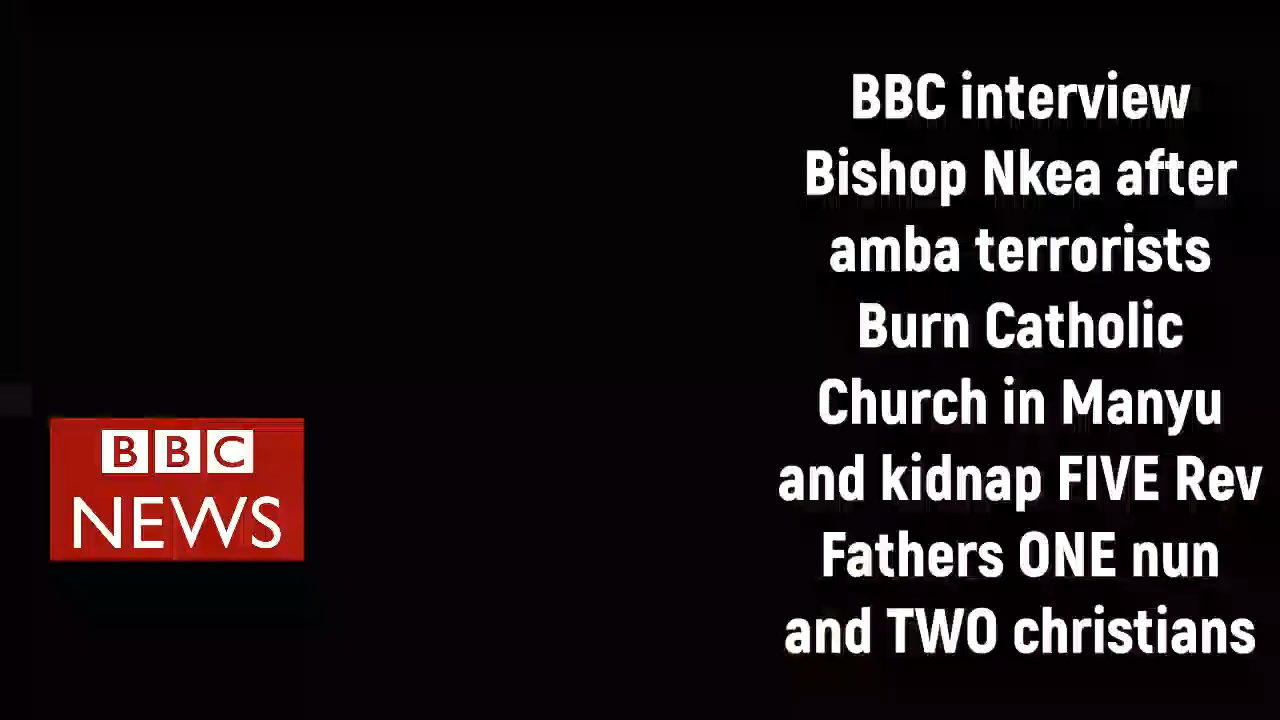 BBC interview
Bishop Nkea after
amba terrorists
Burn Catholic
Church in Manyu
and kidnap FIVE Rev
Fathers ONE nun
and TWO christians
BBC
NEWS